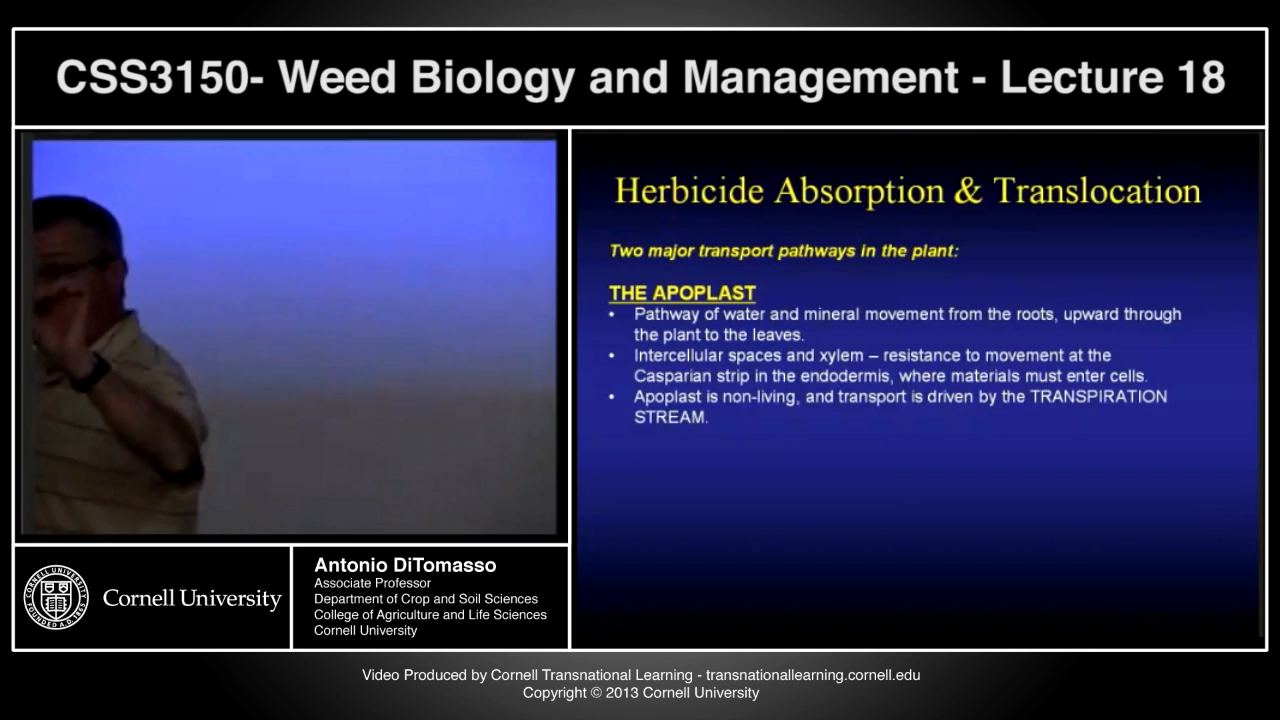 CSS3150- Weed Biology and Management - Lecture 18
Herbicide Absorption & Translocation
Two major transport pathways in the plant:
THE APOPLAST
• Pathway of water and mineral movement from the roots, upward through
the plant to the leaves.
• Intercellular spaces and xylem – resistance to movement at the
Casparian strip in the endodermis, where materials must enter cells.
• Apoplast is non-living, and transport is driven by the TRANSPIRATION
STREAM.
CORNELL UNIVERSITY
FOUNDED A.D. 1865
Cornell University
Antonio DiTomasso
Associate Professor
Department of Crop and Soil Sciences
College of Agriculture and Life Sciences
Cornell University
Video Produced by Cornell Transnational Learning - transnationallearning.cornell.edu
Copyright © 2013 Cornell University